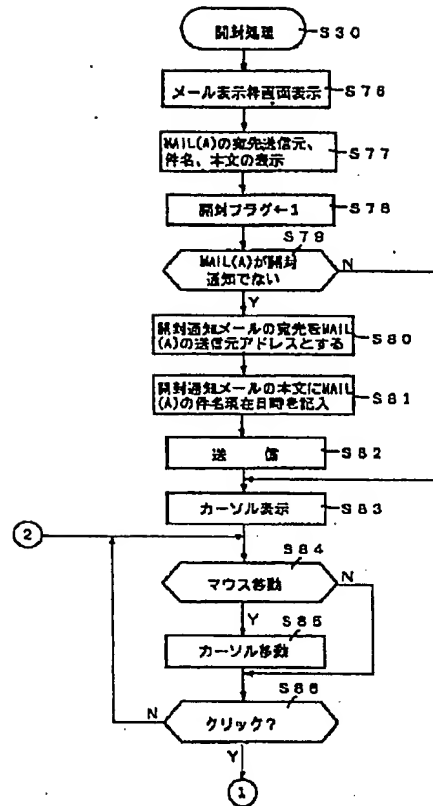 開封処理
S30
メール表示枠画面表示
S76
MAIL(A)の宛先送信元、
件名、本文の表示
S77
開封フラグ←1
S78
S79
MAIL(A)が開封
通知でない
N
Y
開封通知メールの宛先をMAIL
(A)の送信元アドレスとする
S80
開封通知メールの本文にMAIL
(A)の件名現在日時を記入
S81
送 信
S82
カーソル表示
S83
2
S84
マウス移動
N
Y
S85
カーソル移動
S86
クリック?
N
Y
1